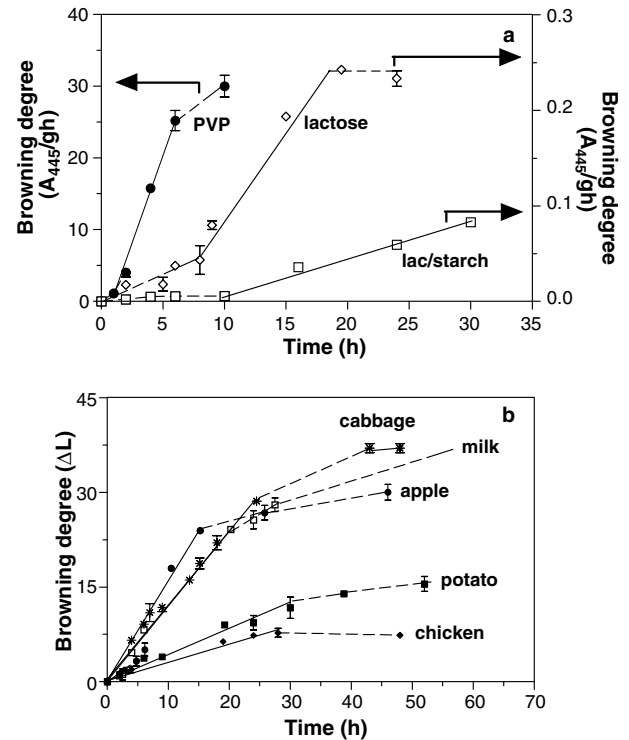 a
Browning degree
(A445/gh)
40
30
20
10
0
PVP
lactose
lac/starch
0.3
0.2
0.1
0.0
Browning degree
(A445/gh)
0 5 10 15 20 25 30 35
Time (h)
b
Browning degree (ΔL)
45
30
15
0
cabbage
milk
apple
potato
chicken
0 10 20 30 40 50 60 70
Time (h)